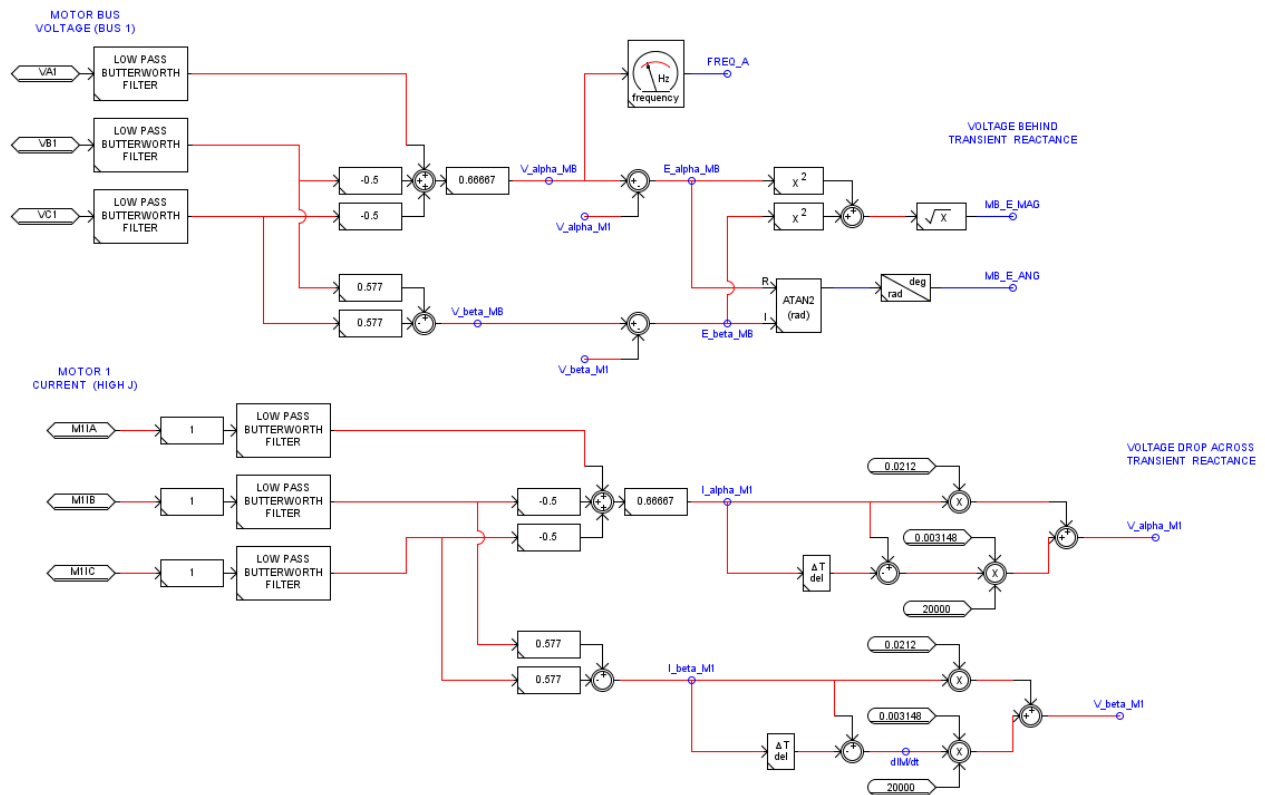 MOTOR BUS
VOLTAGE (BUS 1)
VA1
LOW PASS
BUTTERWORTH
FILTER
Hz
frequency
FREQ_A
VB1
LOW PASS
BUTTERWORTH
FILTER
VOLTAGE BEHIND
TRANSIENT REACTANCE
-0.5
+
+
+
0.66667
V_alpha_MB
+
-
E_alpha_MB
X 2
VC1
LOW PASS
BUTTERWORTH
FILTER
-0.5
V_alpha_M1
X 2
+
+
√X
MB_E_MAG
0.577
R
ATAN2
(rad)
I
deg
rad
MB_E_ANG
0.577
+
-
V_beta_MB
+
-
E_beta_MB
V_beta_M1
MOTOR 1
CURRENT (HIGH J)
M1IA
1
LOW PASS
BUTTERWORTH
FILTER
VOLTAGE DROP ACROSS
TRANSIENT REACTANCE
0.0212
M1IB
1
LOW PASS
BUTTERWORTH
FILTER
-0.5
+
+
+
0.66667
I_alpha_M1
X
-0.5
0.003148
+
+
V_alpha_M1
M1IC
1
LOW PASS
BUTTERWORTH
FILTER
Δ T
del
-
+
X
20000
0.577
0.0212
0.577
+
-
I_beta_M1
X
0.003148
+
+
V_beta_M1
Δ T
del
-
+
dIM/dt
X
20000